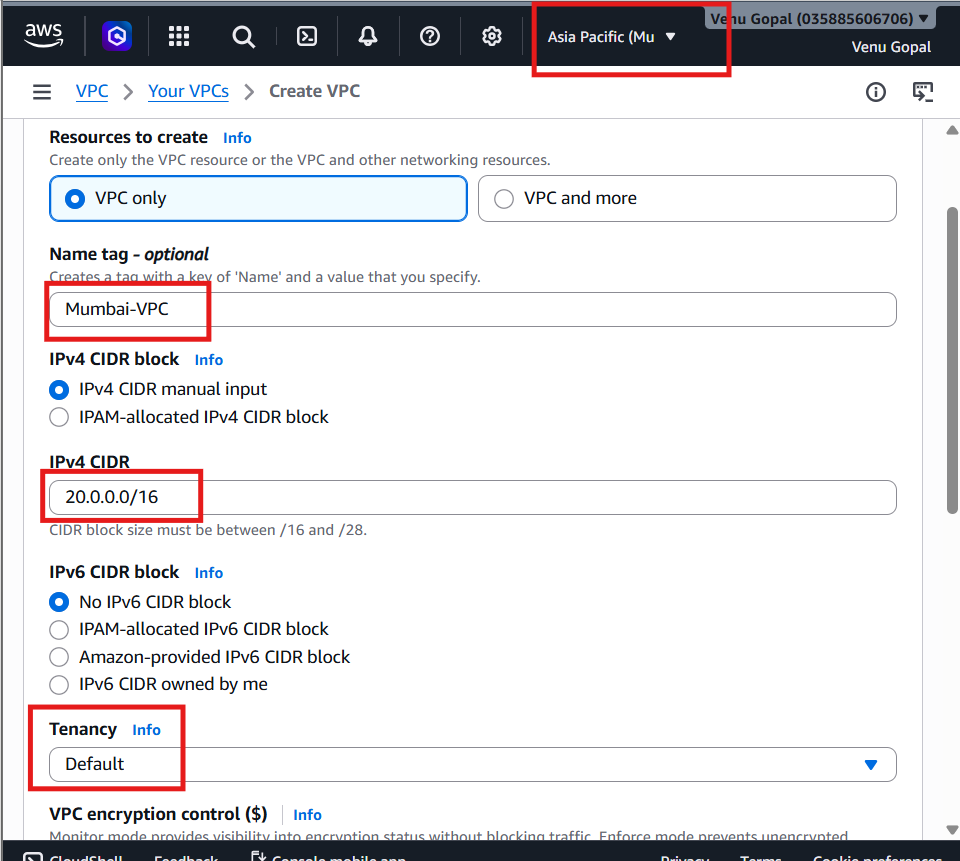 aws
Asia Pacific (Mu
Venu Gopal (035885606706)
Venu Gopal
VPC
Your VPCs
Create VPC
Resources to create Info
Create only the VPC resource or the VPC and other networking resources.
VPC only
VPC and more
Name tag - optional
Creates a tag with a key of 'Name' and a value that you specify.
Mumbai-VPC
IPv4 CIDR block Info
IPv4 CIDR manual input
IPAM-allocated IPv4 CIDR block
IPv4 CIDR
20.0.0.0/16
CIDR block size must be between /16 and /28.
IPv6 CIDR block Info
No IPv6 CIDR block
IPAM-allocated IPv6 CIDR block
Amazon-provided IPv6 CIDR block
IPv6 CIDR owned by me
Tenancy Info
Default
VPC encryption control ($) Info
Monitor mode provides visibility into encryption status without blocking traffic. Enforce mode prevents unencrypted
CloudShell Feedback Console mobile app Privacy Terms Cookie preferences